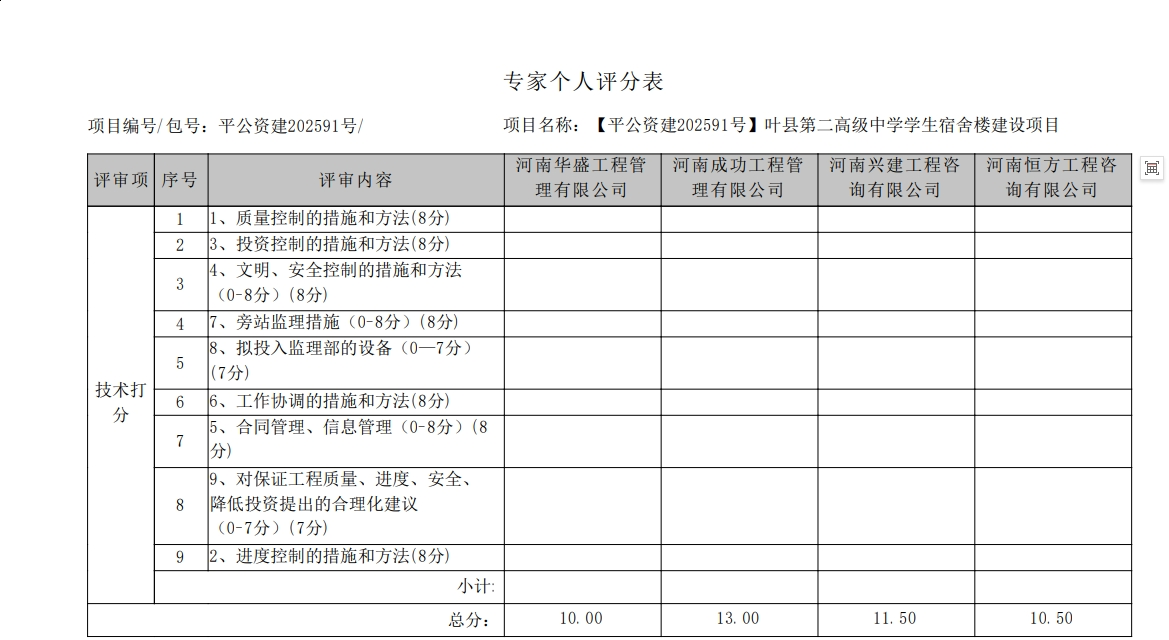 专家个人评分表
项目编号/包号：平公资建202591号/
项目名称：【平公资建202591号】叶县第二高级中学学生宿舍楼建设项目
评审项
序号
评审内容
河南华盛工程管
理有限公司
河南成功工程管
理有限公司
河南兴建工程咨
询有限公司
河南恒方工程咨
询有限公司
技术打
分
1
1、质量控制的措施和方法(8分)
2
3、投资控制的措施和方法(8分)
3
4、文明、安全控制的措施和方法
（0-8分）(8分)
4
7、旁站监理措施（0-8分）(8分)
5
8、拟投入监理部的设备（0—7分）
(7分)
6
6、工作协调的措施和方法(8分)
7
5、合同管理、信息管理（0-8分）(8
分)
8
9、对保证工程质量、进度、安全、
降低投资提出的合理化建议
（0-7分）(7分)
9
2、进度控制的措施和方法(8分)
小计:
总分：
10.00
13.00
11.50
10.50